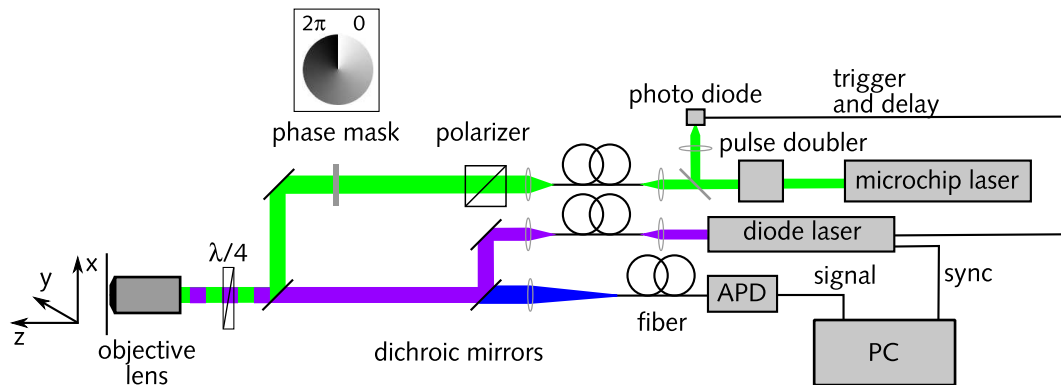 2π 0
phase mask
polarizer
photo diode
trigger
and delay
pulse doubler
microchip laser
diode laser
λ/4
x
y
z
objective
lens
dichroic mirrors
fiber
APD
signal
sync
PC